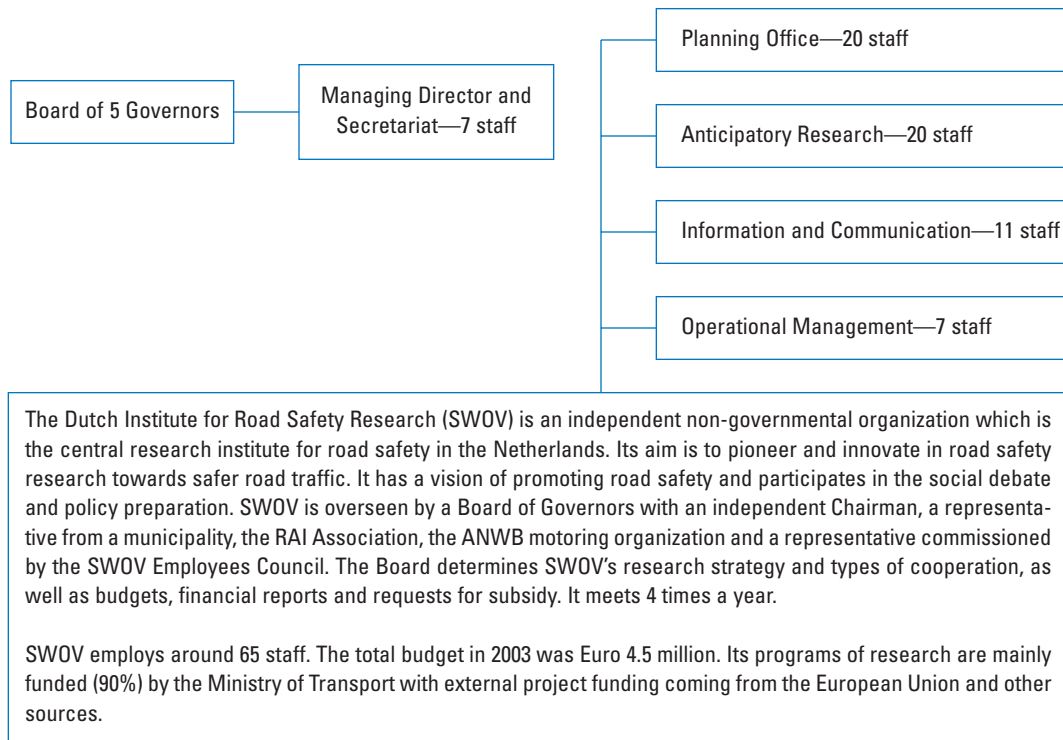 Board of 5 Governors
Managing Director and
Secretariat—7 staff
Planning Office—20 staff
Anticipatory Research—20 staff
Information and Communication—11 staff
Operational Management—7 staff
The Dutch Institute for Road Safety Research (SWOV) is an independent non-governmental organization which is
the central research institute for road safety in the Netherlands. Its aim is to pioneer and innovate in road safety
research towards safer road traffic. It has a vision of promoting road safety and participates in the social debate
and policy preparation. SWOV is overseen by a Board of Governors with an independent Chairman, a representa-
tive from a municipality, the RAI Association, the ANWB motoring organization and a representative commissioned
by the SWOV Employees Council. The Board determines SWOV’s research strategy and types of cooperation, as
well as budgets, financial reports and requests for subsidy. It meets 4 times a year.
SWOV employs around 65 staff. The total budget in 2003 was Euro 4.5 million. Its programs of research are mainly
funded (90%) by the Ministry of Transport with external project funding coming from the European Union and other
sources.